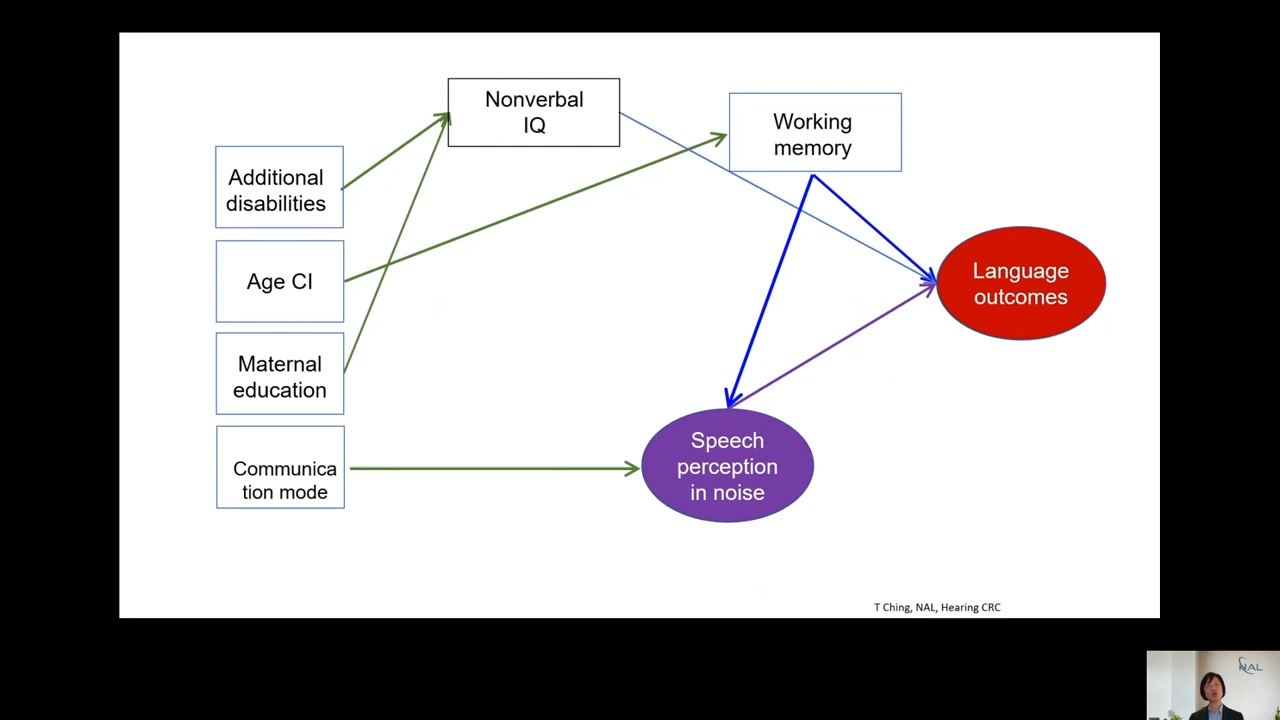 Nonverbal
IQ
Working
memory
Additional
disabilities
Age CI
Maternal
education
Communica
tion mode
Language
outcomes
Speech
perception
in noise
T Ching, NAL, Hearing CRC
NAL